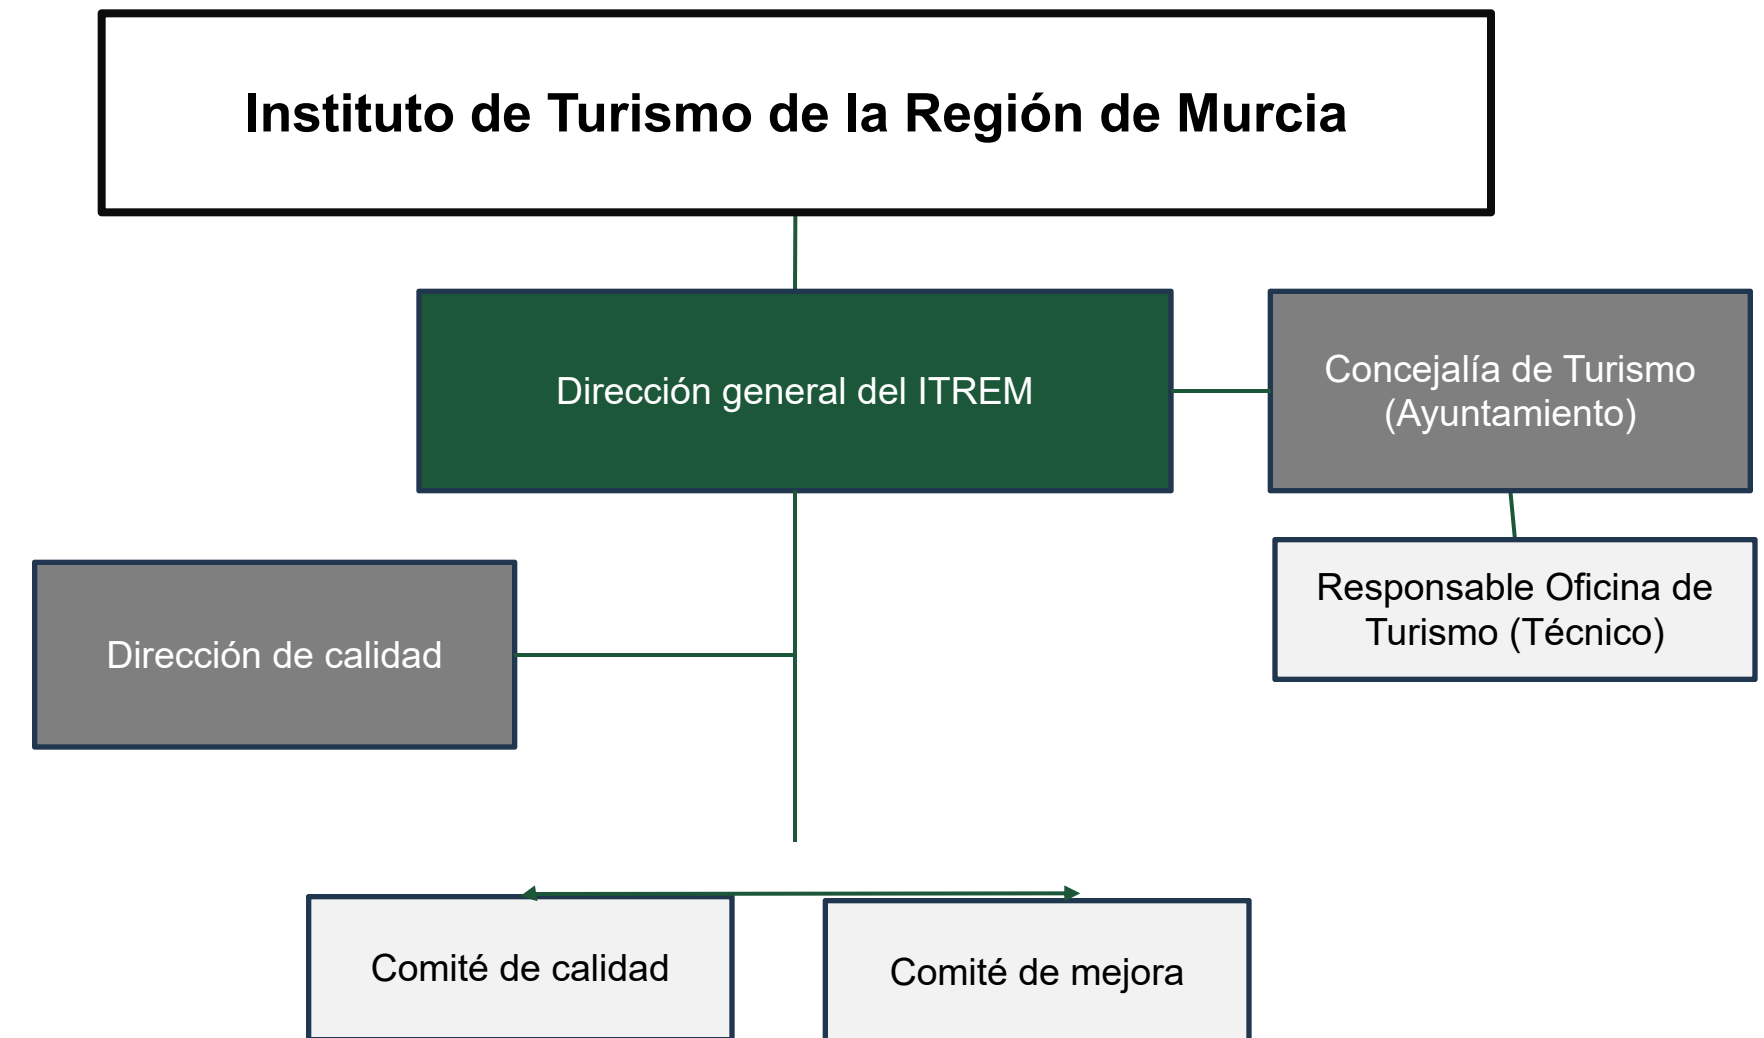 Instituto de Turismo de la Región de Murcia
Dirección general del ITREM
Concejalía de Turismo
(Ayuntamiento)
Responsable Oficina de
Turismo (Técnico)
Dirección de calidad
Comité de calidad
Comité de mejora